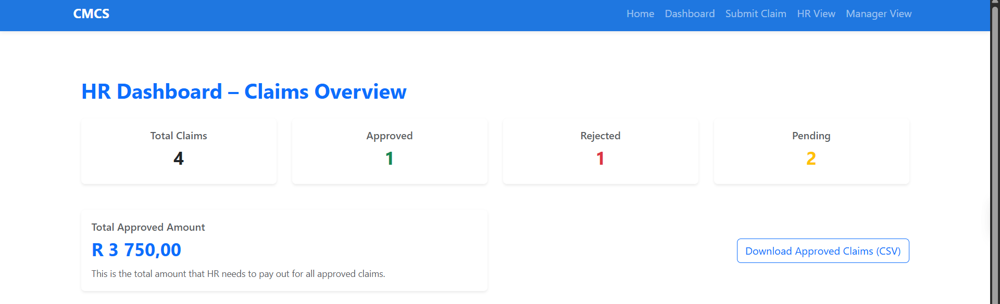 CMCS
Home Dashboard Submit Claim HR View Manager View
HR Dashboard – Claims Overview
Total Claims
4
Approved
1
Rejected
1
Pending
2
Total Approved Amount
R 3 750,00
This is the total amount that HR needs to pay out for all approved claims.
Download Approved Claims (CSV)